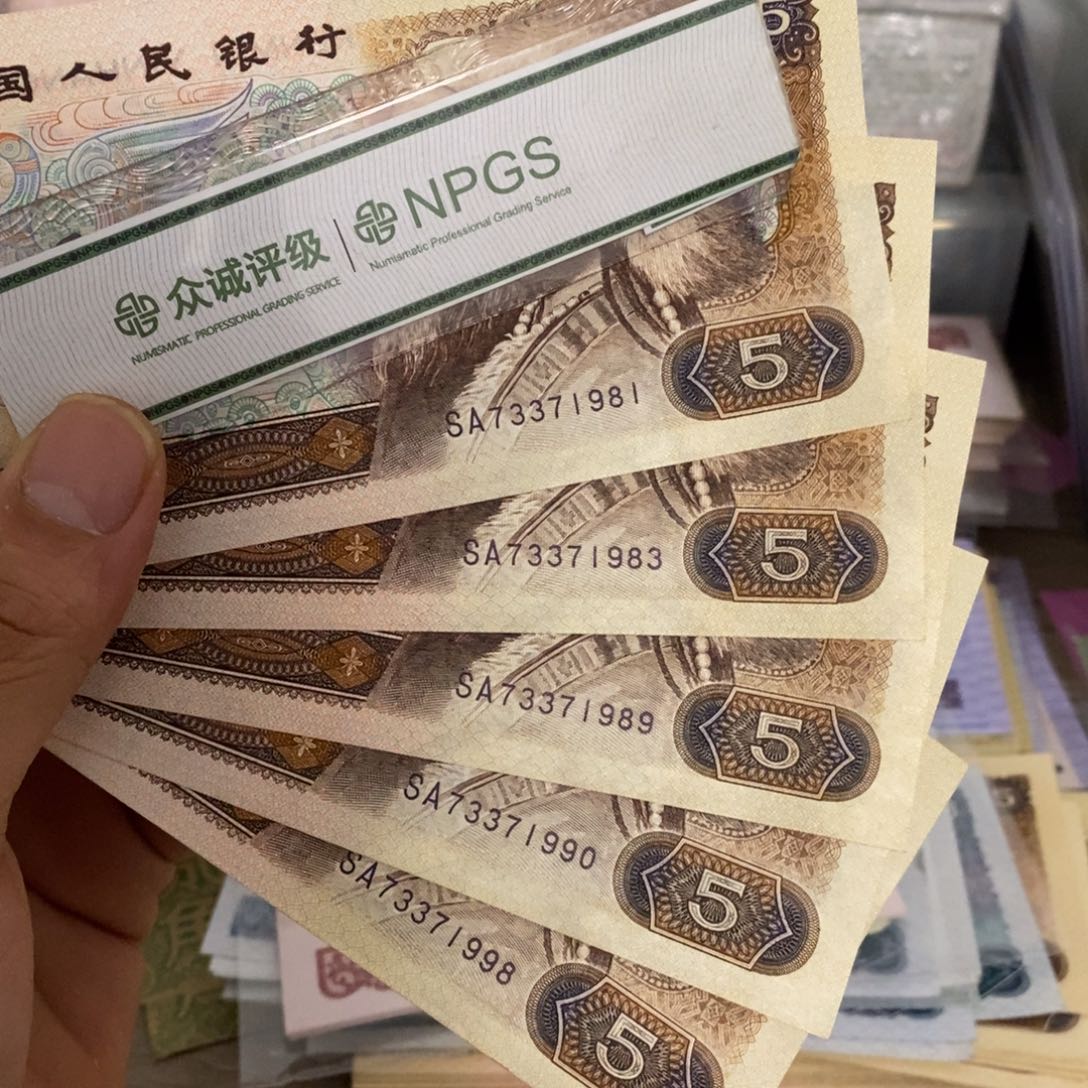 国人民银行
众诚评级
NUMISMATIC PROFESSIONAL GRADING SERVICE
NPGS
Numismatic Professional Grading Service
5
SA73371981
5
SA73371983
5
SA73371989
5
SA73371990
5
SA73371998
5